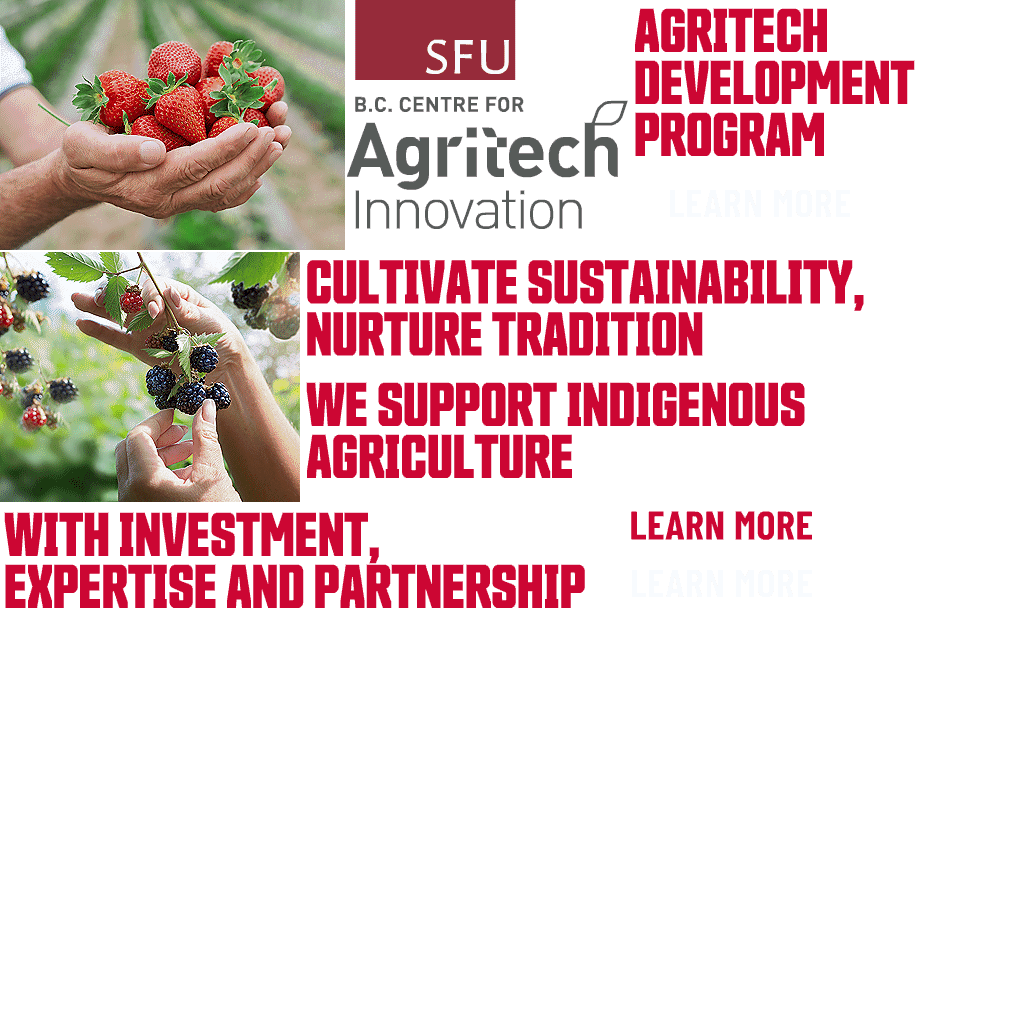 SFU
B.C. CENTRE FOR
Agritech
Innovation
AGRITECH
DEVELOPMENT
PROGRAM
LEARN MORE
CULTIVATE SUSTAINABILITY,
NURTURE TRADITION
WE SUPPORT INDIGENOUS
AGRICULTURE
WITH INVESTMENT,
EXPERTISE AND PARTNERSHIP
LEARN MORE
LEARN MORE